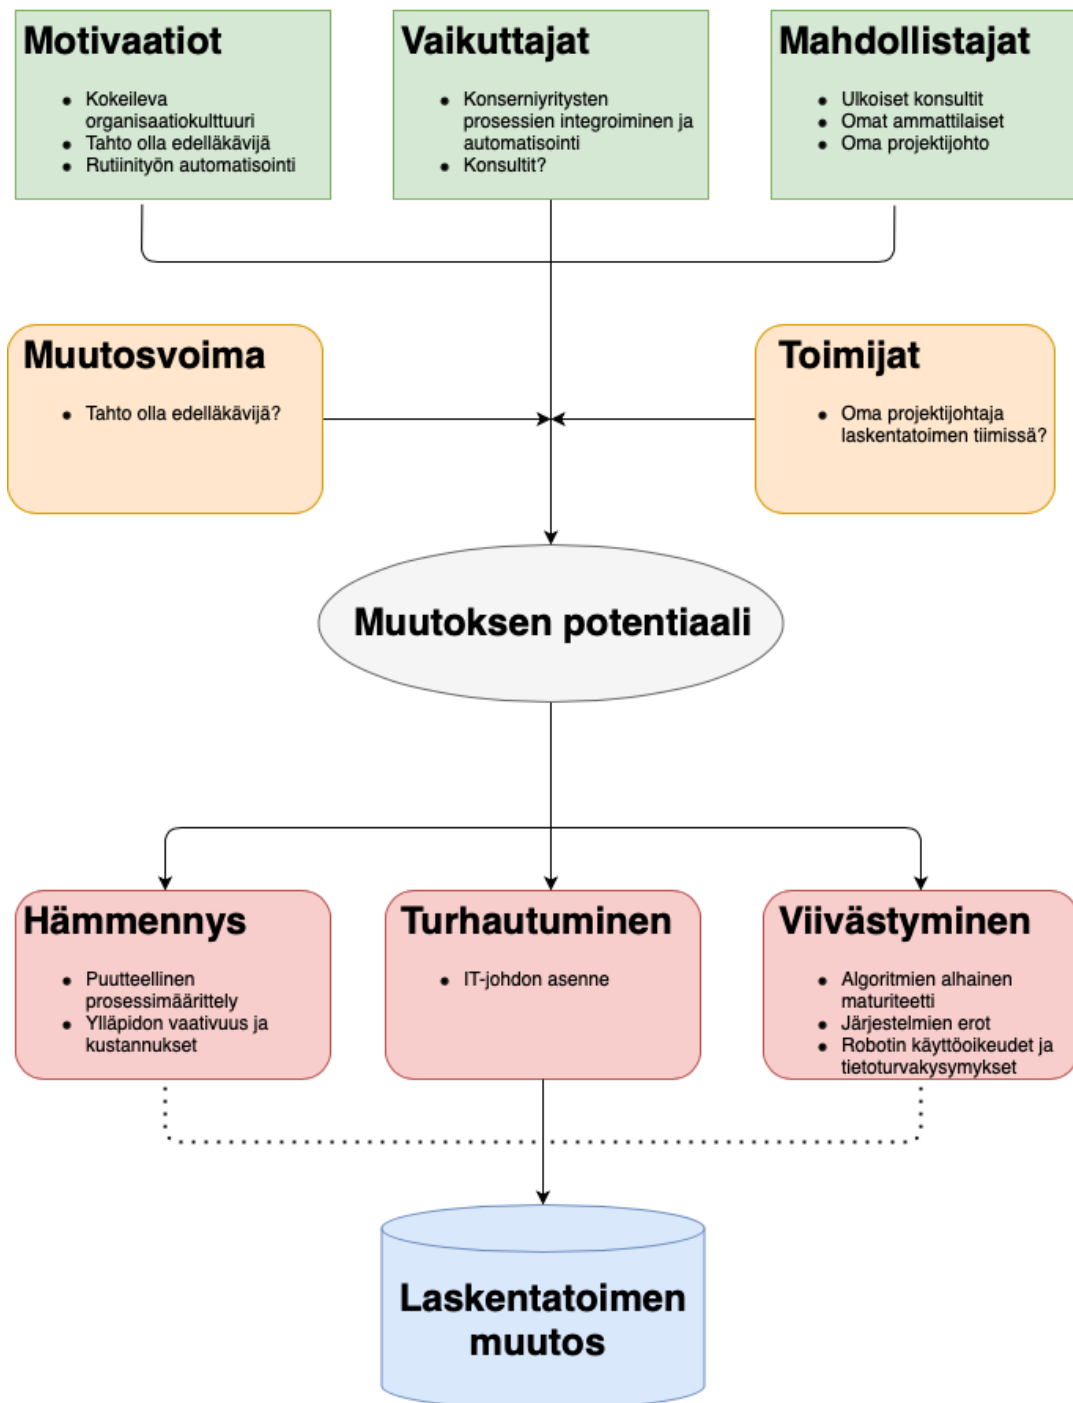 Motivaatiot
• Kokeileva
organisaatiokulttuuri
• Tahto olla edelläkävijä
• Rutiinityön automatisointi
Vaikuttajat
• Konserniyritysten
prosessien integroiminen ja
automatisointi
• Konsultit?
Mahdollistajat
• Ulkoiset konsultit
• Omat ammattilaiset
• Oma projektijohto
Muutosvoima
• Tahto olla edelläkävijä?
Toimijat
• Oma projektijohtaja
laskentatoimen tiimissä?
Muutoksen potentiaali
Hämmennys
• Puutteellinen
prosessimäärittely
• Ylläpidon vaativuus ja
kustannukset
Turhautuminen
• IT-johdon asenne
Viivästyminen
• Algoritmien alhainen
maturiteetti
• Järjestelmien erot
• Robotin käyttöoikeudet ja
tietoturvakysymykset
Laskentatoimen
muutos